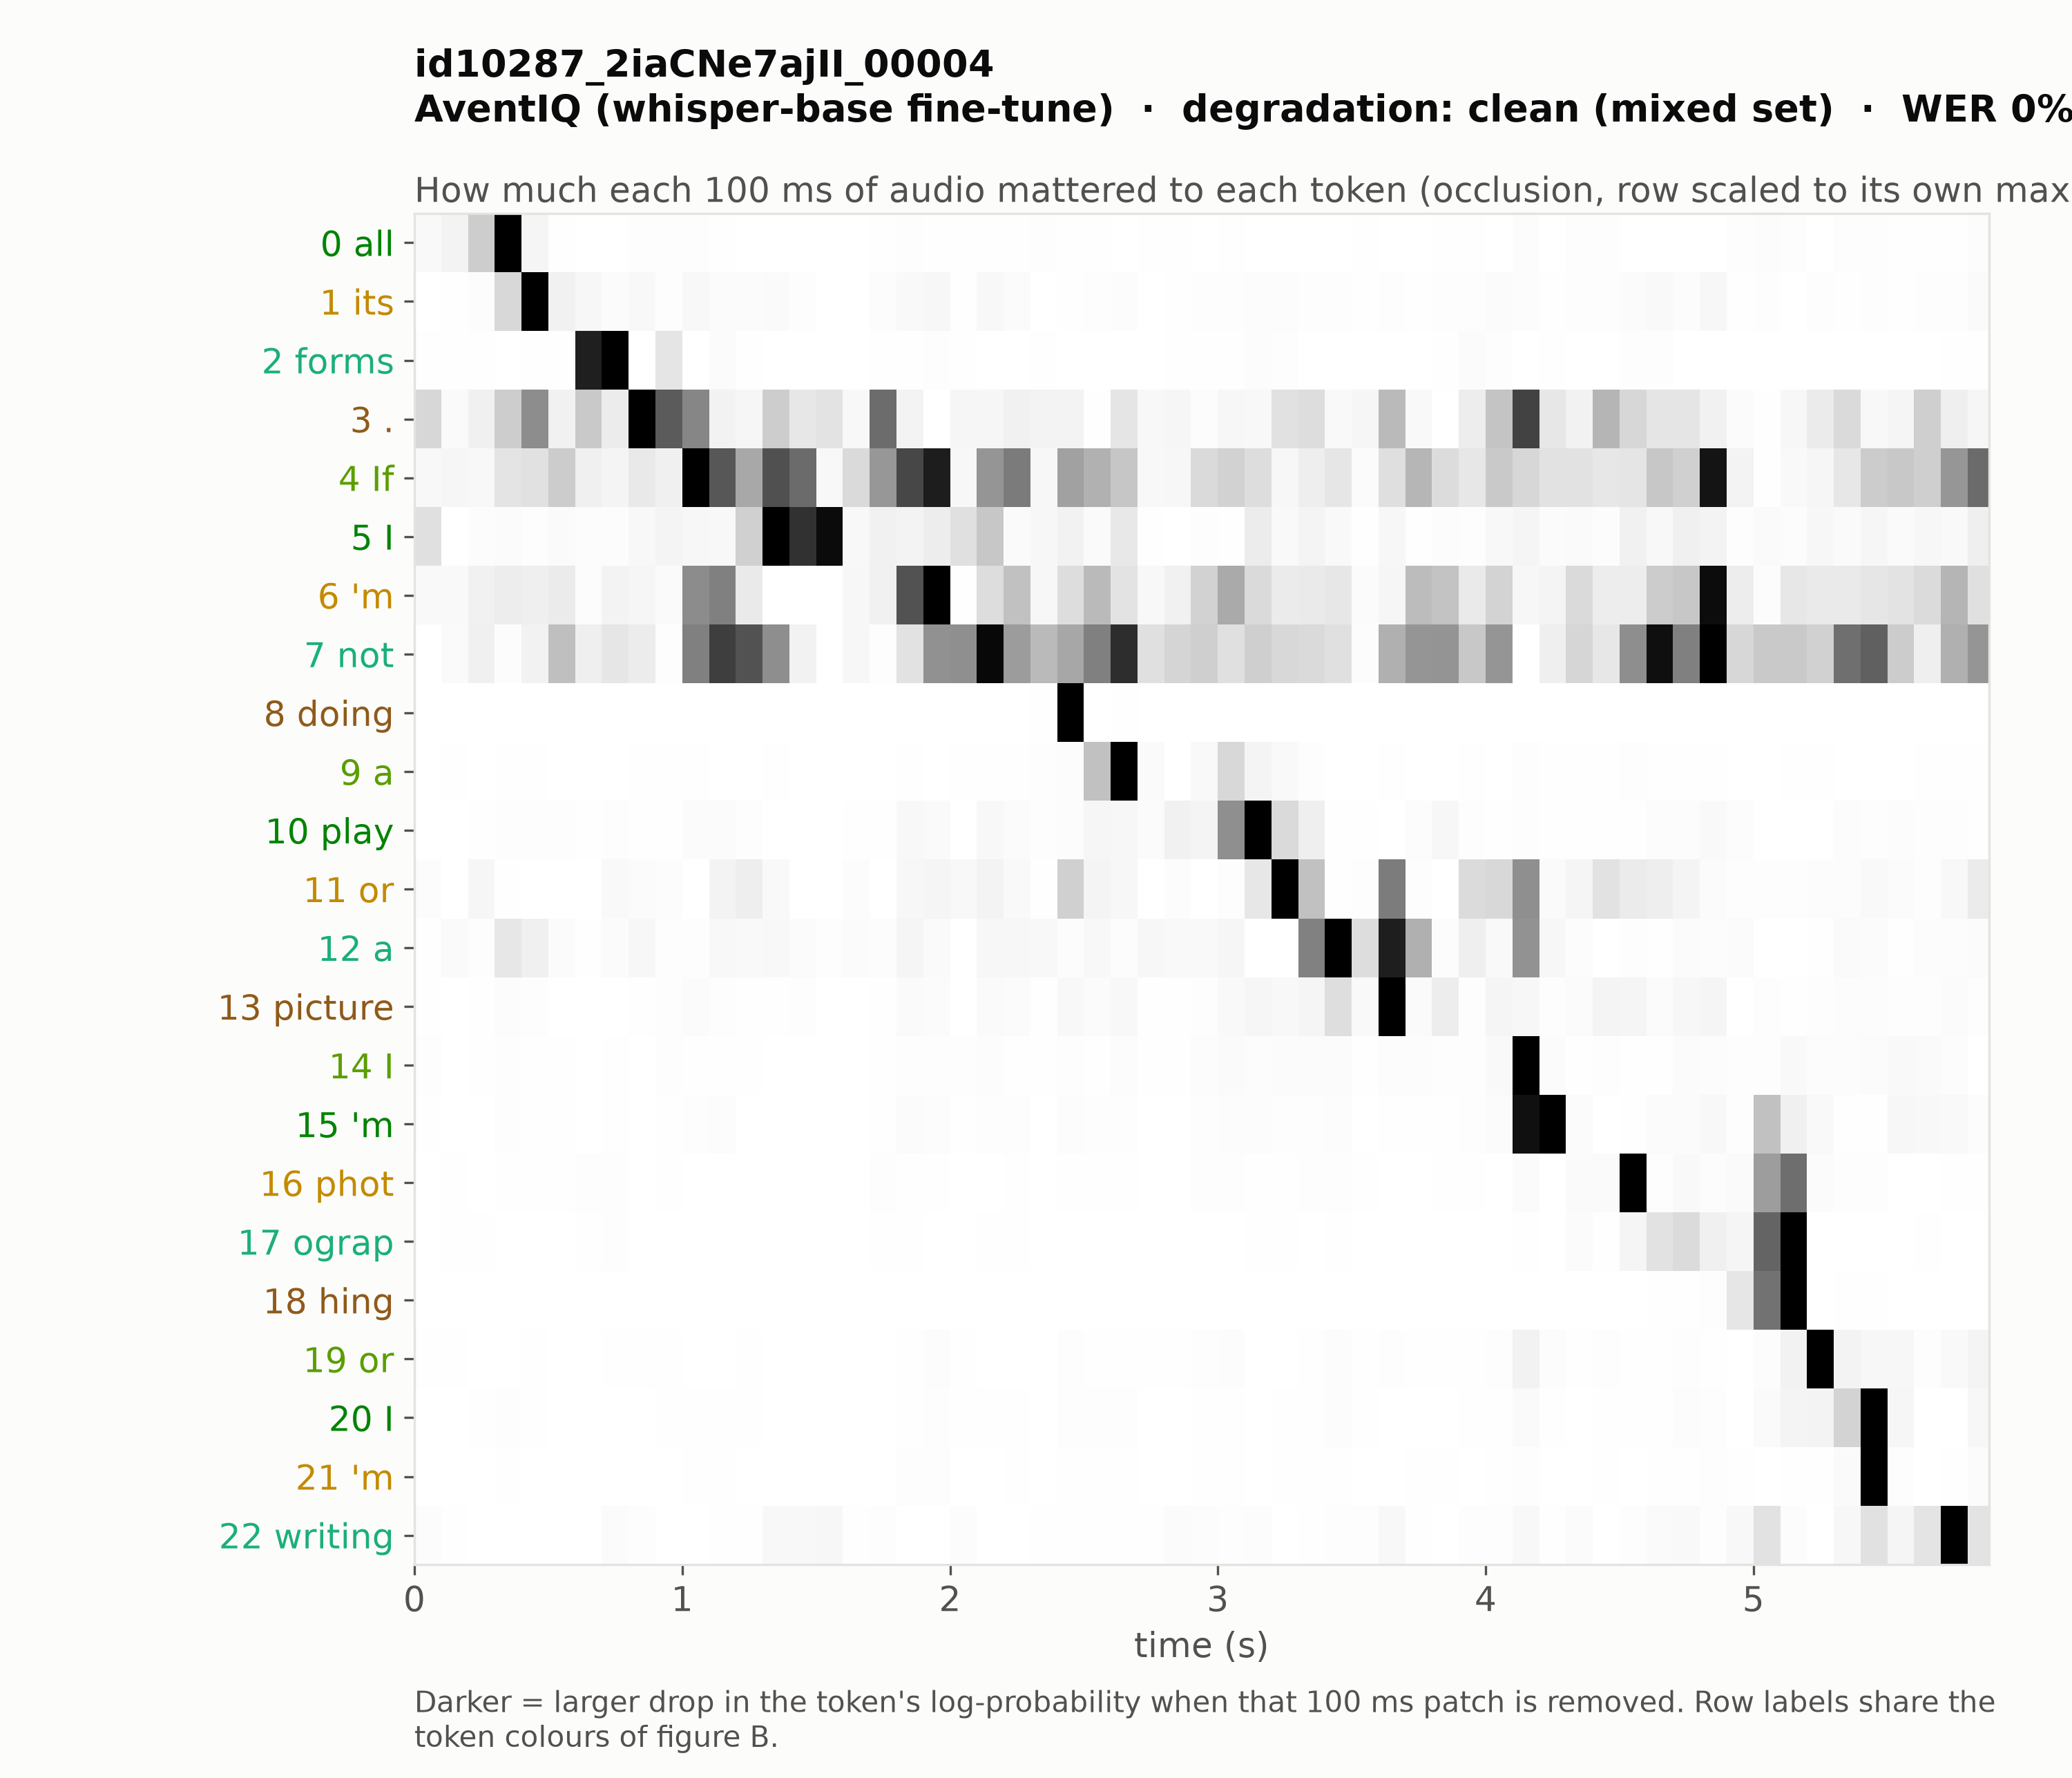 id10287_2iaCNe7ajII_00004
AventIQ (whisper-base fine-tune) · degradation: clean (mixed set) · WER 0%
How much each 100 ms of audio mattered to each token (occlusion, row scaled to its own max
0 all
1 its
2 forms
3 .
4 If
5 I
6 'm
7 not
8 doing
9 a
10 play
11 or
12 a
13 picture
14 I
15 'm
16 phot
17 ograp
18 hing
19 or
20 I
21 'm
22 writing
0 1 2 3 4 5
time (s)
Darker = larger drop in the token's log-probability when that 100 ms patch is removed. Row labels share the
token colours of figure B.